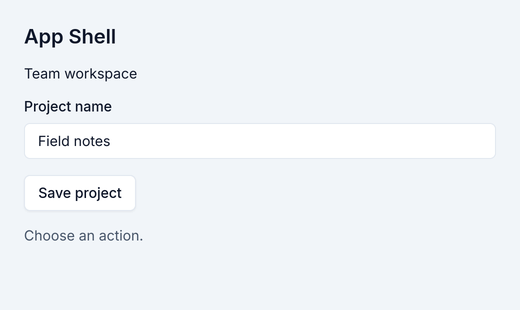 App Shell
Team workspace
Project name
Field notes
Save project
Choose an action.